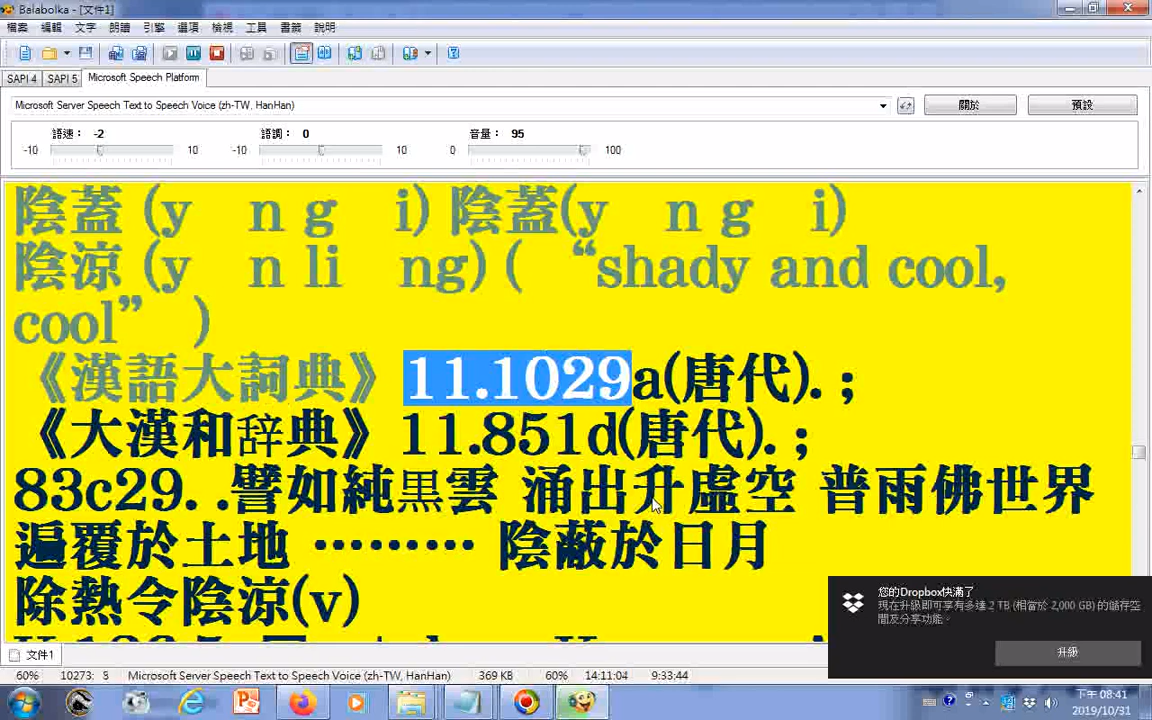 Balabolka - [文件1]
檔案 編輯 文字 朗讀 引擎 選項 檢視 工具 書籤 說明
SAPI 4 SAPI 5 Microsoft Speech Platform
Microsoft Server Speech Text to Speech Voice (zh-TW, HanHan) 關於 預設
語速： -2 語調： 0 音量： 95
-10 10 -10 10 0 100
陰蓋 (y n g i) 陰蓋(y n g i)
陰涼 (y n li ng) ( “shady and cool,
cool” )
《漢語大詞典》 11.1029a(唐代). ;
《大漢和辞典》 11.851d(唐代). ;
83c29. .譬如純黒雲 涌出升虛空 普雨佛世界
遍覆於土地 ……… 陰蔽於日月
除熱令陰涼(v)
您的Dropbox快滿了
現在升級即可享有多達 2 TB (相當於 2,000 GB) 的儲存空
間及分享功能。
升級
文件1
60% 10273: 8 Microsoft Server Speech Text to Speech Voice (zh-TW, HanHan) 369 KB 60% 14:11:04 9:33:44
下午 08:41
2019/10/31